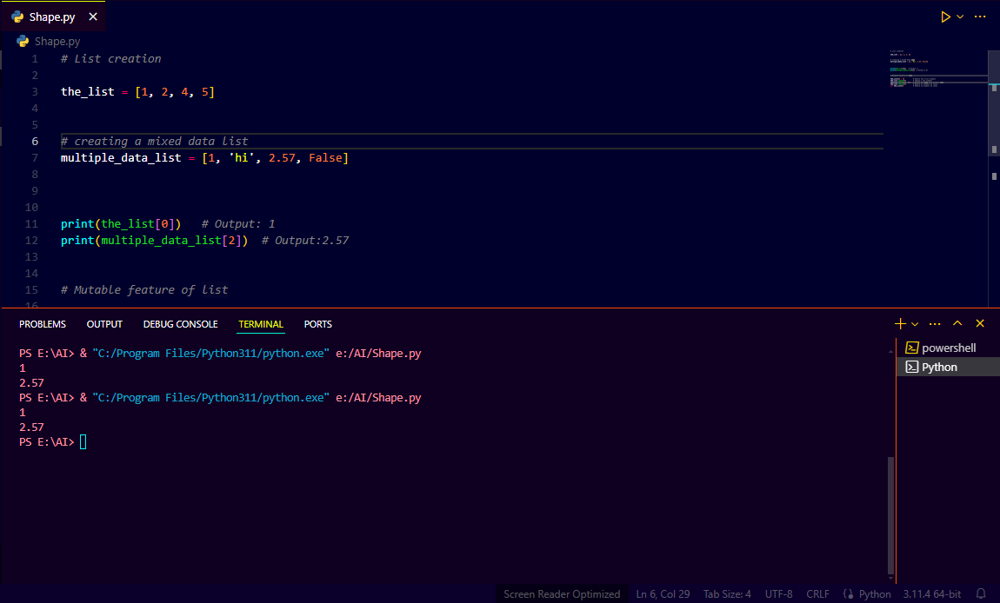 Shape.py
Shape.py
1 # List creation
2
3 the_list = [1, 2, 4, 5]
4
5
6 # creating a mixed data list
7 multiple_data_list = [1, 'hi', 2.57, False]
8
9
10
11 print(the_list[0])   # Output: 1
12 print(multiple_data_list[2])  # Output:2.57
13
14
15 # Mutable feature of list
16
PROBLEMS OUTPUT DEBUG CONSOLE TERMINAL PORTS
PS E:\AI> & "C:/Program Files/Python311/python.exe" e:/AI/Shape.py
1
2.57
PS E:\AI> & "C:/Program Files/Python311/python.exe" e:/AI/Shape.py
1
2.57
PS E:\AI>
powershell
Python
Screen Reader Optimized Ln 6, Col 29 Tab Size: 4 UTF-8 CRLF Python 3.11.4 64-bit